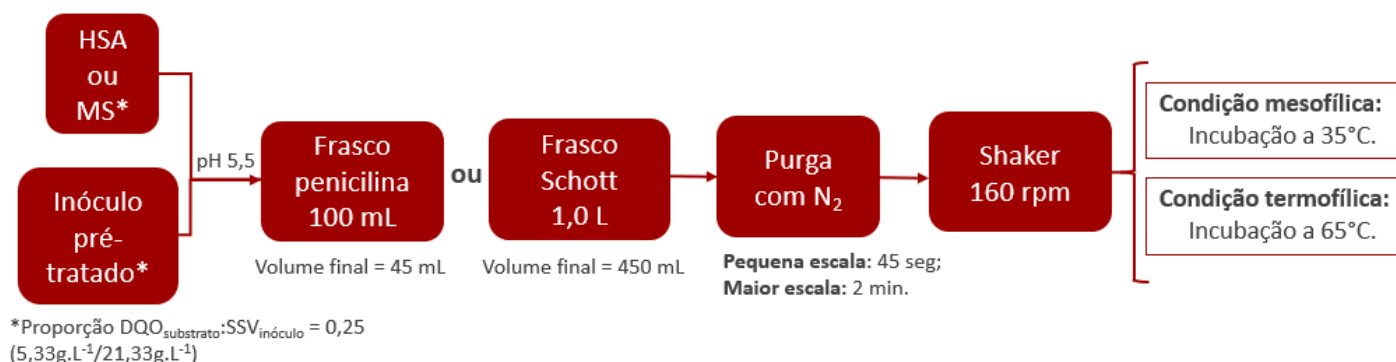 HSA
ou
MS*
Inóculo
pré-
tratado*
pH 5,5
Frasco
penicilina
100 mL
Volume final = 45 mL
ou
Frasco
Schott
1,0 L
Volume final = 450 mL
Purga
com N₂
Pequena escala: 45 seg;
Maior escala: 2 min.
Shaker
160 rpm
Condição mesofílica:
Incubação a 35°C.
Condição termofílica:
Incubação a 65°C.
*Proporção DQOsubstrato:SSVinóculo = 0,25
(5,33g.L⁻¹/21,33g.L⁻¹)